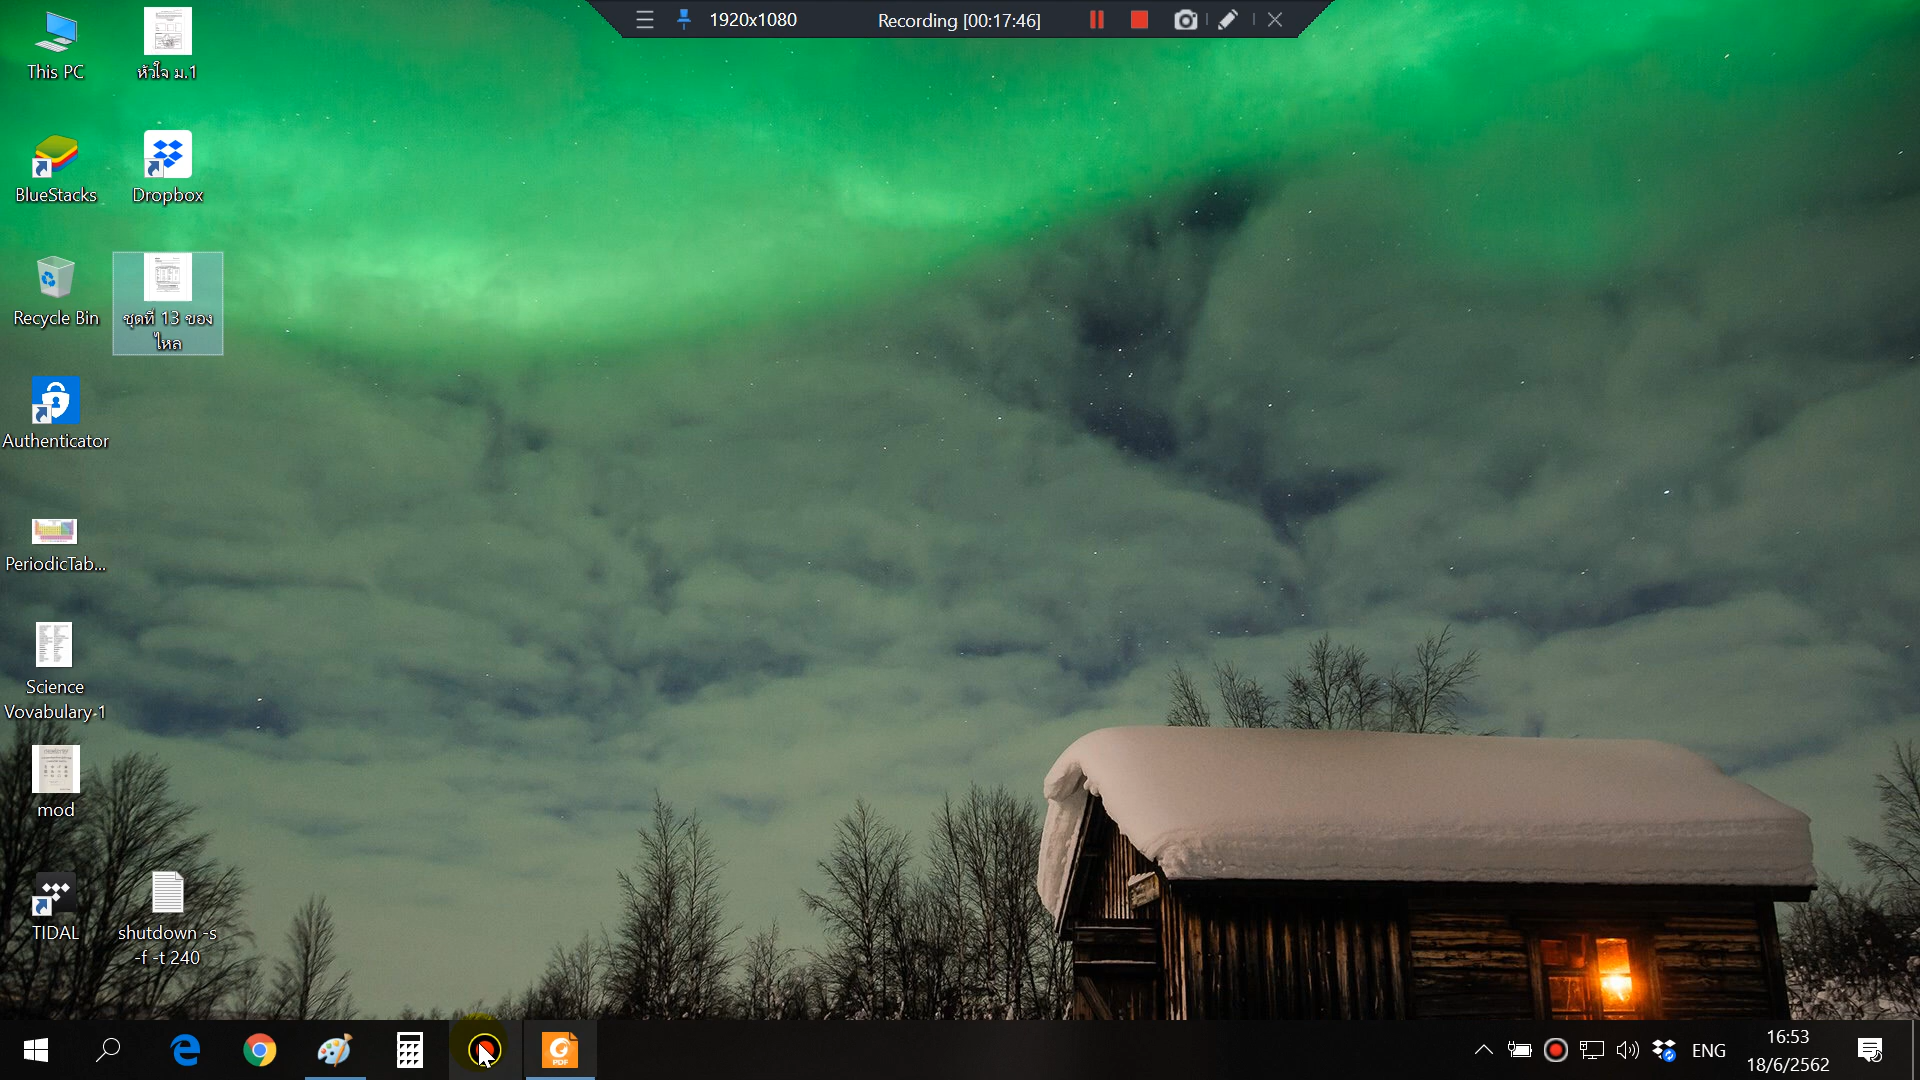 1920x1080
Recording [00:17:46]
This PC
หัวใจ ม.1
BlueStacks
Dropbox
Recycle Bin
ชุดที่ 13 ของ
ไหล
Authenticator
PeriodicTab...
Science
Vovabulary-1
mod
TIDAL
shutdown -s
-f -t 240
PDF
ENG
16:53
18/6/2562